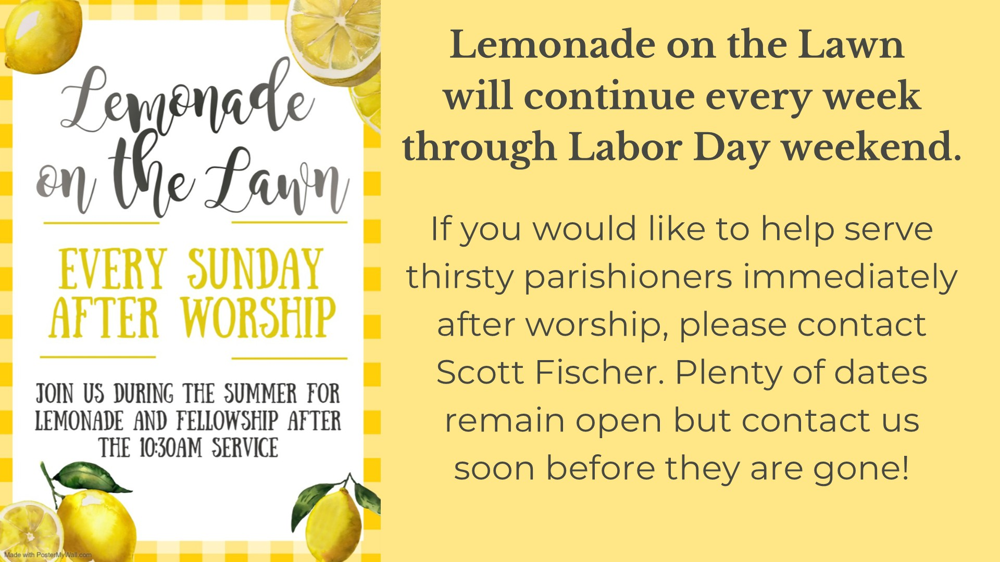 Lemonade
on the Lawn
EVERY SUNDAY
AFTER WORSHIP
JOIN US DURING THE SUMMER FOR
LEMONADE AND FELLOWSHIP AFTER
THE 10:30AM SERVICE
Made with PosterMyWall.com
Lemonade on the Lawn
will continue every week
through Labor Day weekend.
If you would like to help serve
thirsty parishioners immediately
after worship, please contact
Scott Fischer. Plenty of dates
remain open but contact us
soon before they are gone!